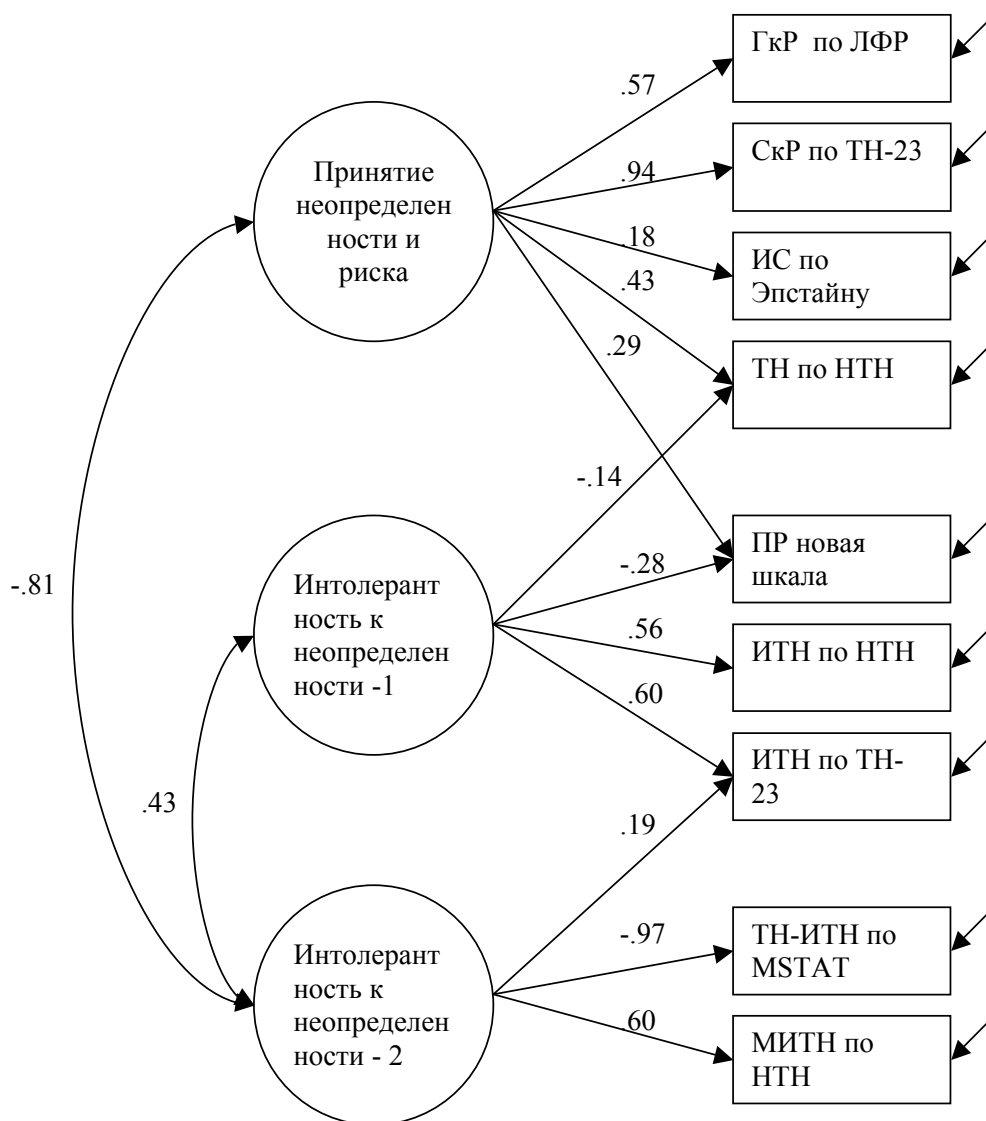 ГкР по ЛФР
.57
СкР по ТН-23
.94
Принятие
неопределен
ности и
риска
.18
ИС по
Эпстайну
.43
.29
ТН по НТН
-.14
ПР новая
шкала
-.28
-.81
Интолерант
ность к
неопределен
ности -1
.56
ИТН по НТН
.60
ИТН по ТН-
23
.43
.19
Интолерант
ность к
неопределен
ности - 2
-.97
ТН-ИТН по
MSTAT
.60
МИТН по
НТН